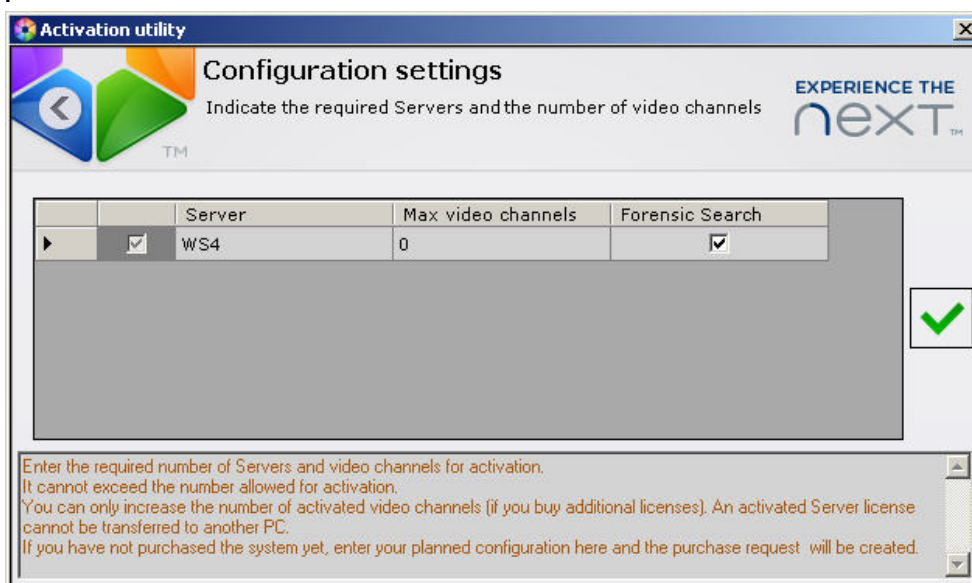 Activation utility
Configuration settings
Indicate the required Servers and the number of video channels
EXPERIENCE THE
next™
TM
Server Max video channels Forensic Search
WS4 0
Enter the required number of Servers and video channels for activation.
It cannot exceed the number allowed for activation.
You can only increase the number of activated video channels (if you buy additional licenses). An activated Server license
cannot be transferred to another PC.
If you have not purchased the system yet, enter your planned configuration here and the purchase request will be created.